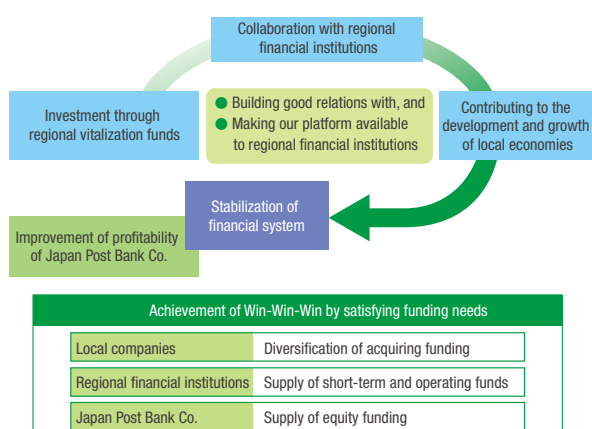 Collaboration with regional
financial institutions
Investment through
regional vitalization funds
● Building good relations with, and
● Making our platform available
to regional financial institutions
Contributing to the
development and growth
of local economies
Stabilization of
financial system
Improvement of profitability
of Japan Post Bank Co.
Achievement of Win-Win-Win by satisfying funding needs
Local companies Diversification of acquiring funding
Regional financial institutions Supply of short-term and operating funds
Japan Post Bank Co. Supply of equity funding